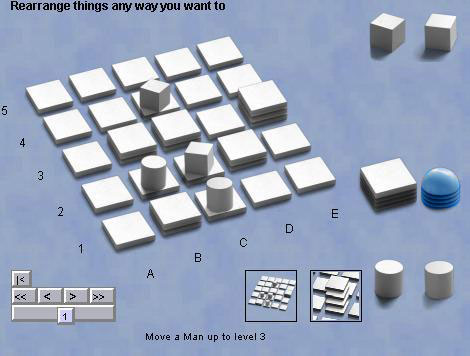 Rearrange things any way you want to
5
4
3
2
1
A
B
C
D
E
|<
<< < > >>
1
Move a Man up to level 3